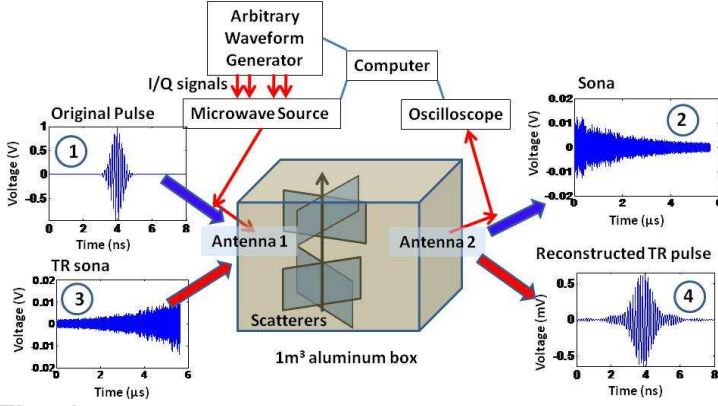 Arbitrary
Waveform
Generator
Computer
I/Q signals
Microwave Source
Oscilloscope
Original Pulse
1
Voltage (V)
1
0.5
0
-0.5
0 2 4 6 8
Time (ns)
Sona
2
Voltage (V)
0.02
0.01
0
-0.01
-0.02
0 2 4 6
Time (μs)
Antenna 1
Antenna 2
TR sona
3
Voltage (V)
0.02
0.01
0
0.01
0.02
0 2 4 6
Time (μs)
Scatterers
1m³ aluminum box
Reconstructed TR pulse
4
Voltage (mV)
0.5
0
-0.5
0 2 4 6 8
Time (ns)